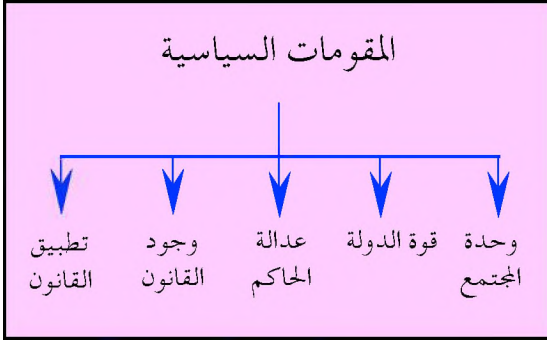 المقومات السياسية
وحدة
المجتمع
قوة الدولة
عدالة
الحاكم
وجود
القانون
تطبيق
القانون